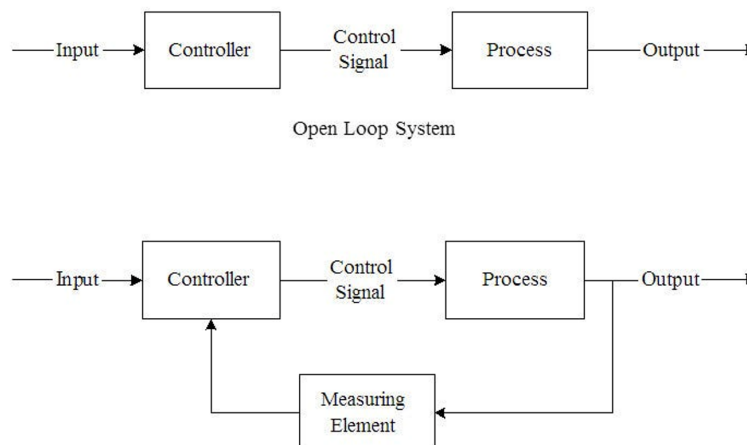 Input
Controller
Control
Signal
Process
Output
Open Loop System
Input
Controller
Control
Signal
Process
Output
Measuring
Element